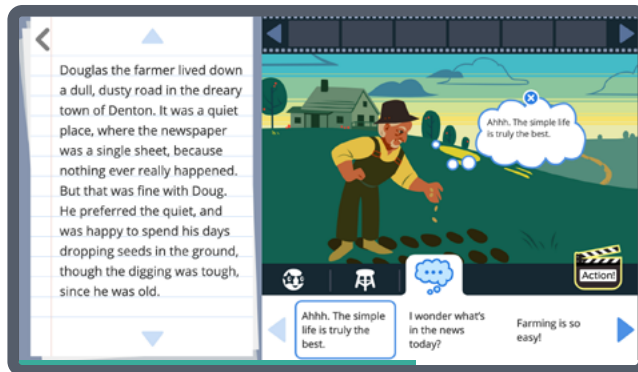 Douglas the farmer lived down
a dull, dusty road in the dreary
town of Denton. It was a quiet
place, where the newspaper
was a single sheet, because
nothing ever really happened.
But that was fine with Doug.
He preferred the quiet, and
was happy to spend his days
dropping seeds in the ground,
though the digging was tough,
since he was old.
Ahhh. The simple life
is truly the best.
Action!
Ahhh. The simple
life is truly the
best.
I wonder what's
in the news
today?
Farming is so
easy!